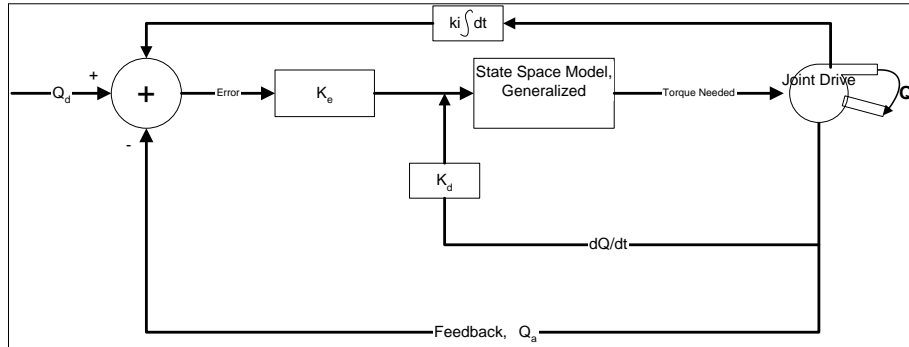 ki∫dt
+
Q_d
+
Error
K_e
State Space Model,
Generalized
Torque Needed
Joint Drive
Q
-
K_d
dQ/dt
Feedback, Q_a